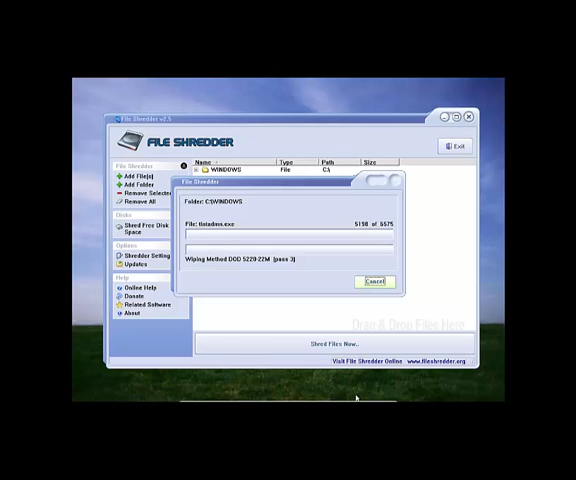 File Shredder v2.5
FILE SHREDDER
Exit
File Shredder
Add File(s)
Add Folder
Remove Selected
Remove All
Disks
Shred Free Disk
Space
Options
Shredder Setting
Updates
Help
Online Help
Donate
Related Software
About
Name Type Path Size
WINDOWS File C:\
File Shredder
Folder: C:\WINDOWS
File: tlntadmn.exe 5198 of 5575
Wiping Method DOD 5220-22M (pass 3)
Cancel
Drag & Drop Files Here
Shred Files Now..
Visit File Shredder Online www.fileshredder.org